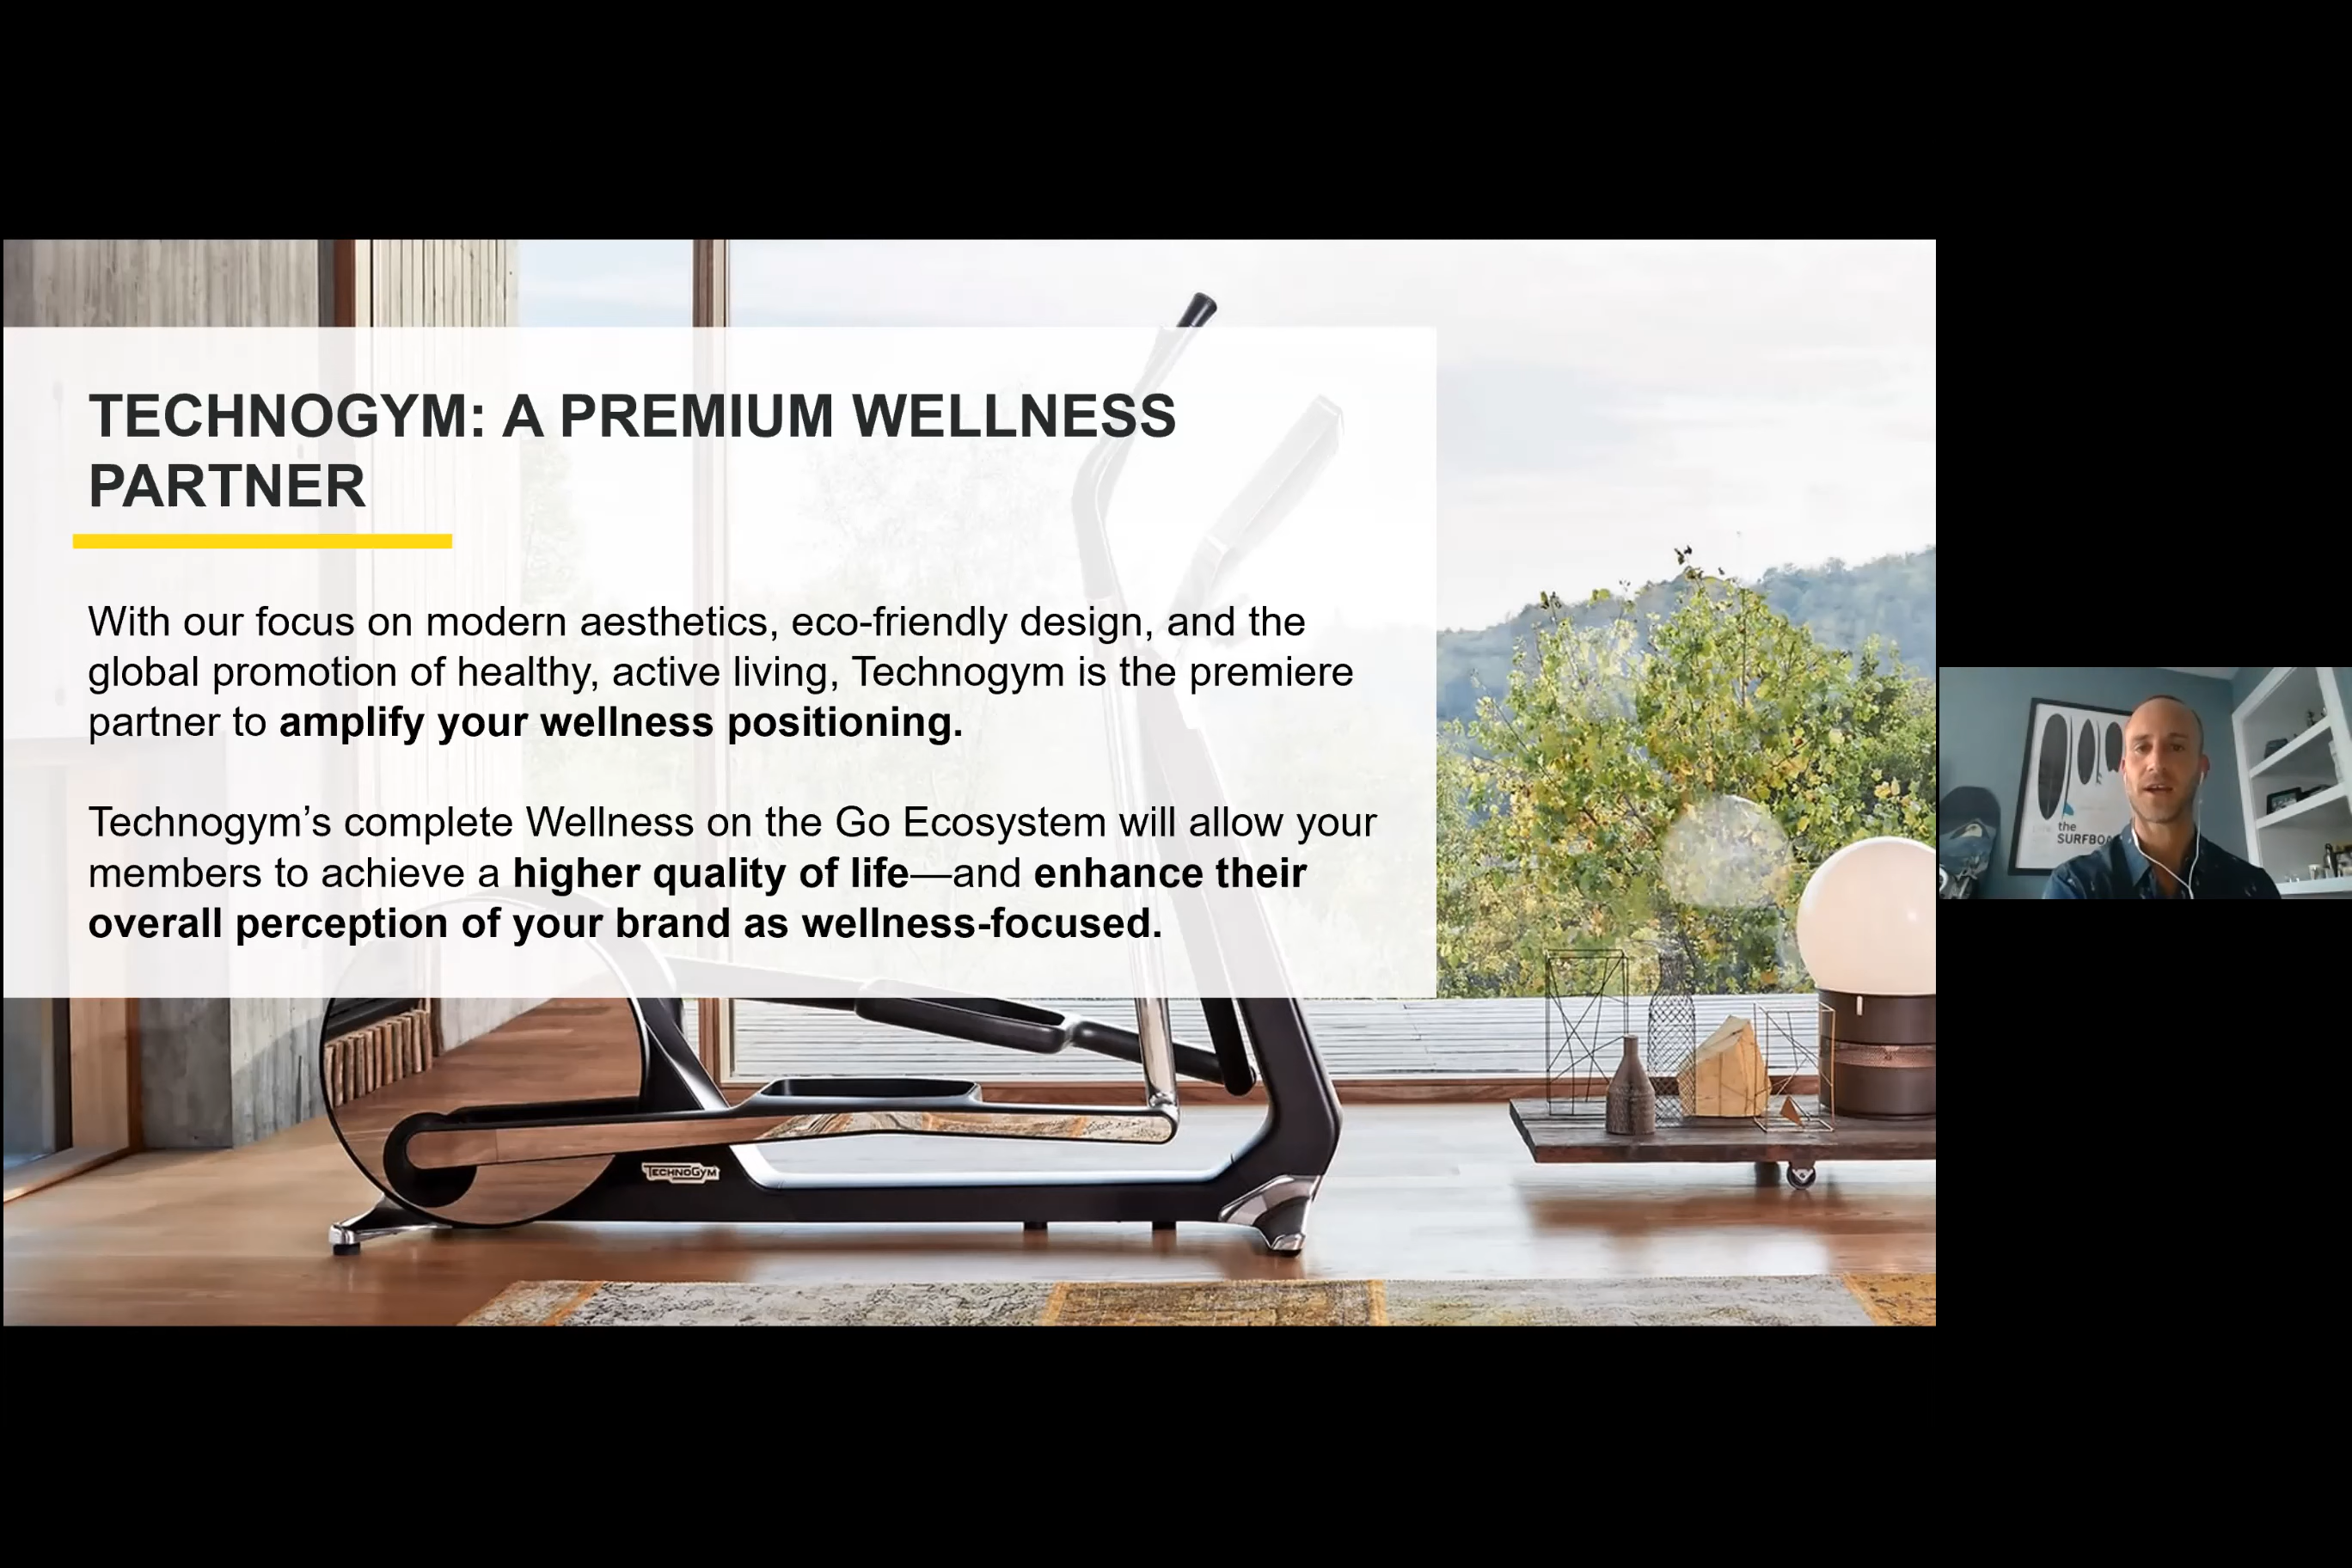 TECHNOGYM: A PREMIUM WELLNESS
PARTNER
With our focus on modern aesthetics, eco-friendly design, and the
global promotion of healthy, active living, Technogym is the premiere
partner to amplify your wellness positioning.
Technogym’s complete Wellness on the Go Ecosystem will allow your
members to achieve a higher quality of life—and enhance their
overall perception of your brand as wellness-focused.
TECHNOGYM
the
SURFBOA